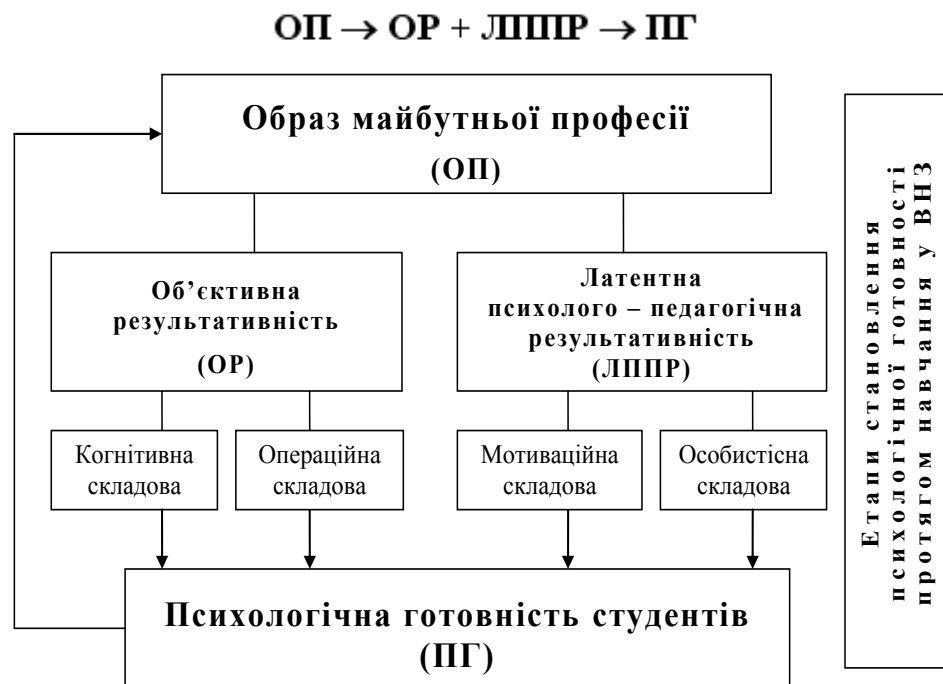 ОП → ОР + ЛППР → ПГ
Образ майбутньої професії
(ОП)
Об’єктивна
результативність
(ОР)
Латентна
психолого – педагогічна
результативність
(ЛППР)
Когнітивна
складова
Операційна
складова
Мотиваційна
складова
Особистісна
складова
Психологічна готовність студентів
(ПГ)
Етапи становлення
психологічної готовності
протягом навчання у ВНЗ